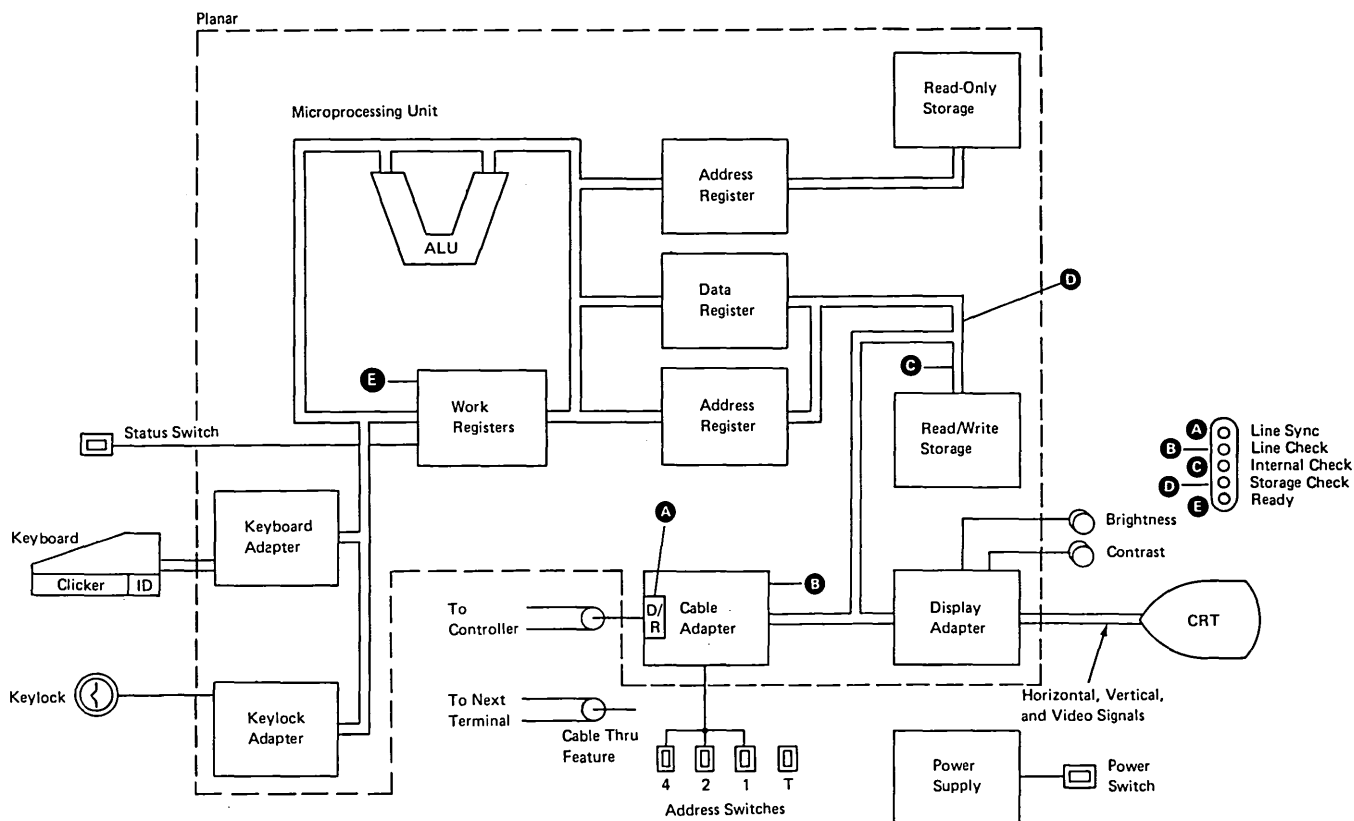 Planar
Read-Only
Storage
Microprocessing Unit
Address
Register
ALU
Data
Register
D
C
E
Work
Registers
Address
Register
Read/Write
Storage
Status Switch
A
Line Sync
B
Line Check
C
Internal Check
D
Storage Check
E
Ready
Keyboard
Adapter
A
Brightness
Keyboard
Contrast
Clicker
ID
B
To
Controller
D/
R
Cable
Adapter
Display
Adapter
CRT
Keylock
Keylock
Adapter
To Next
Terminal
Cable Thru
Feature
Horizontal, Vertical,
and Video Signals
4
2
1
T
Address Switches
Power
Supply
Power
Switch